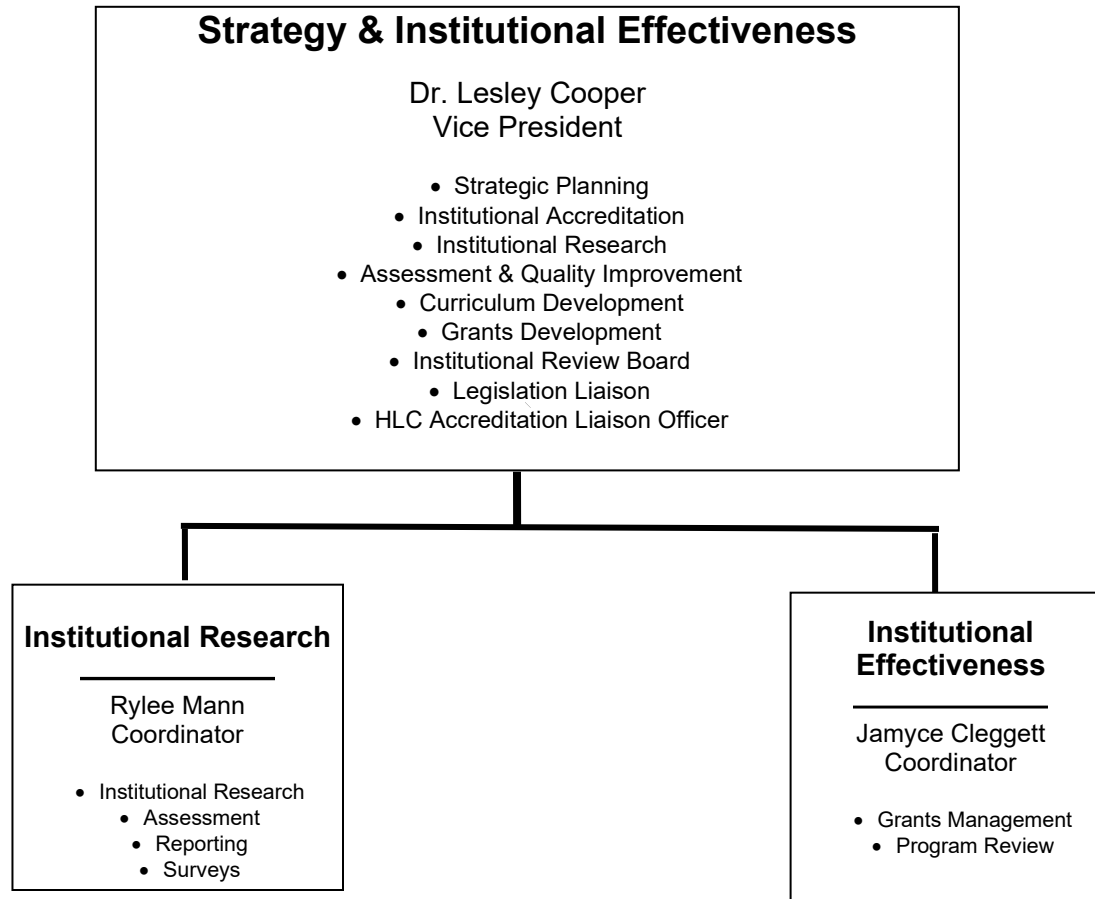 Strategy & Institutional Effectiveness
Dr. Lesley Cooper
Vice President
• Strategic Planning
• Institutional Accreditation
• Institutional Research
• Assessment & Quality Improvement
• Curriculum Development
• Grants Development
• Institutional Review Board
• Legislation Liaison
• HLC Accreditation Liaison Officer
Institutional Research
Rylee Mann
Coordinator
• Institutional Research
• Assessment
• Reporting
• Surveys
Institutional
Effectiveness
Jamyce Cleggett
Coordinator
• Grants Management
• Program Review